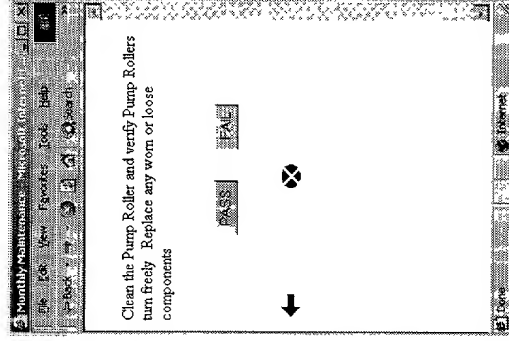 Monthly Maintenance - Microsoft Internet
File Edit View Favorites Tools Help
Back Search
Clean the Pump Roller and verify Pump Rollers
turn freely Replace any worn or loose
components
PASS FAIL
Done Internet